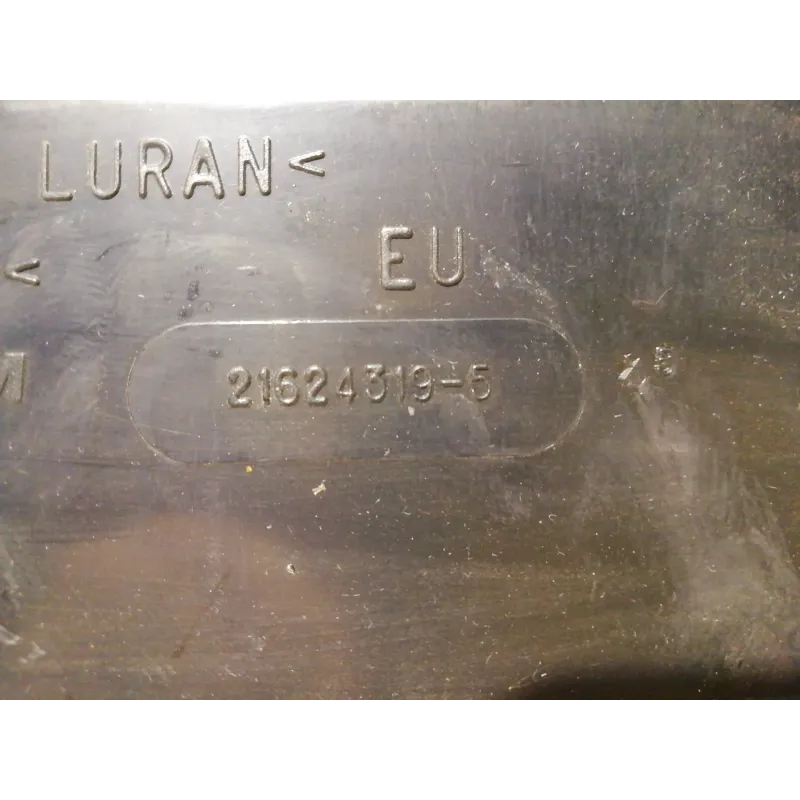 LURAN<
< EU
M 21624319-5